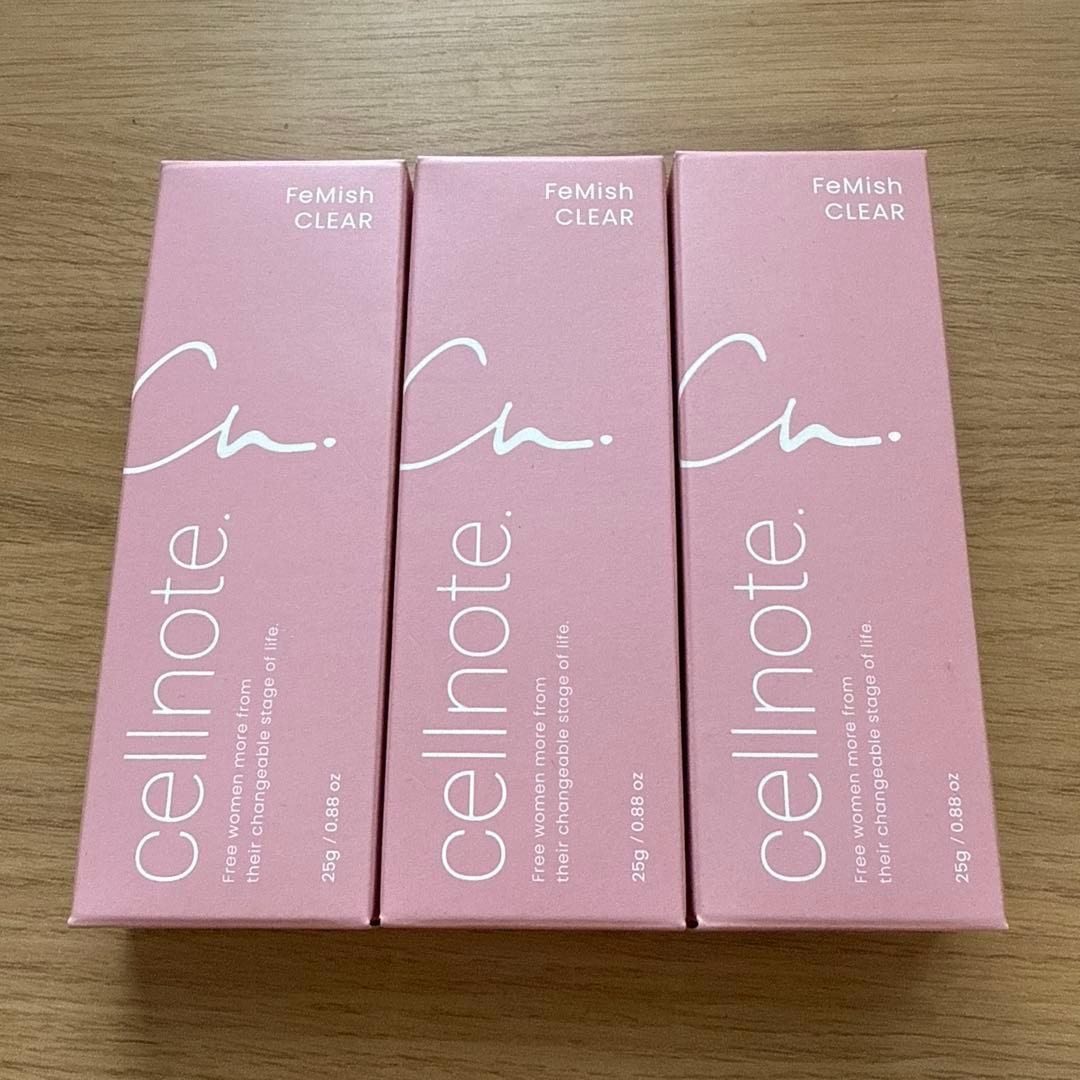 FeMish
CLEAR
Cn.
cellnote.
Free women more from
their changeable stage of life.
25g / 0.88 oz
FeMish
CLEAR
Cn.
cellnote.
Free women more from
their changeable stage of life.
25g / 0.88 oz
FeMish
CLEAR
Cn.
cellnote.
Free women more from
their changeable stage of life.
25g / 0.88 oz